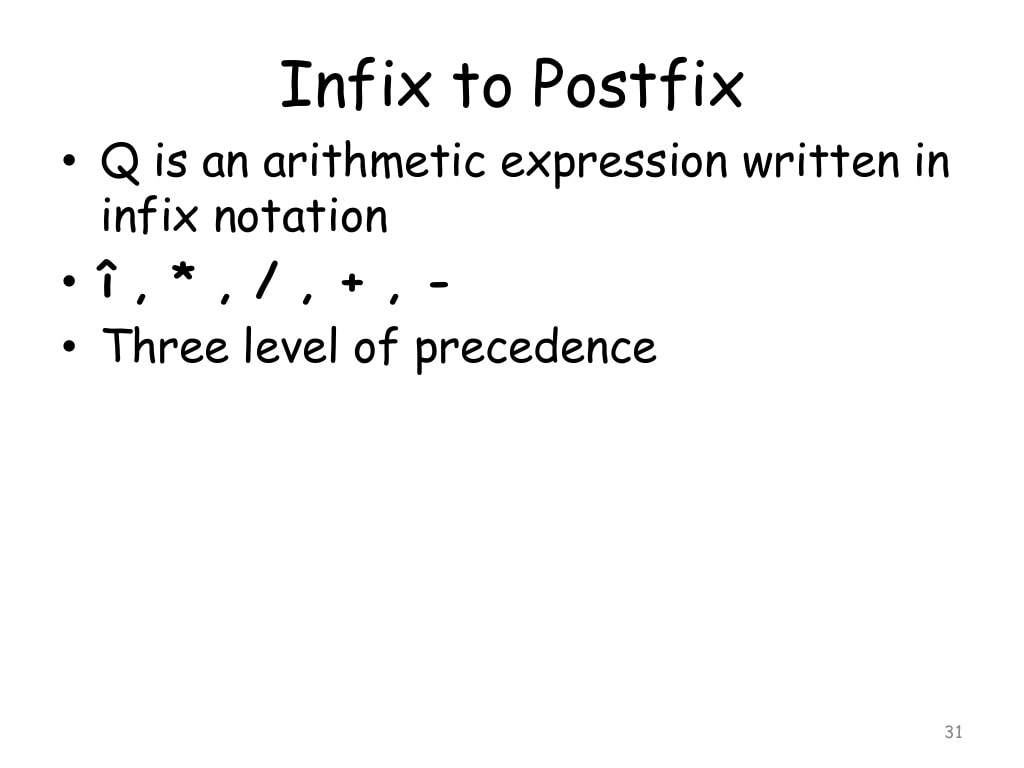 Infix to Postfix
• Q is an arithmetic expression written in
infix notation
• î , * , / , + , -
• Three level of precedence
31